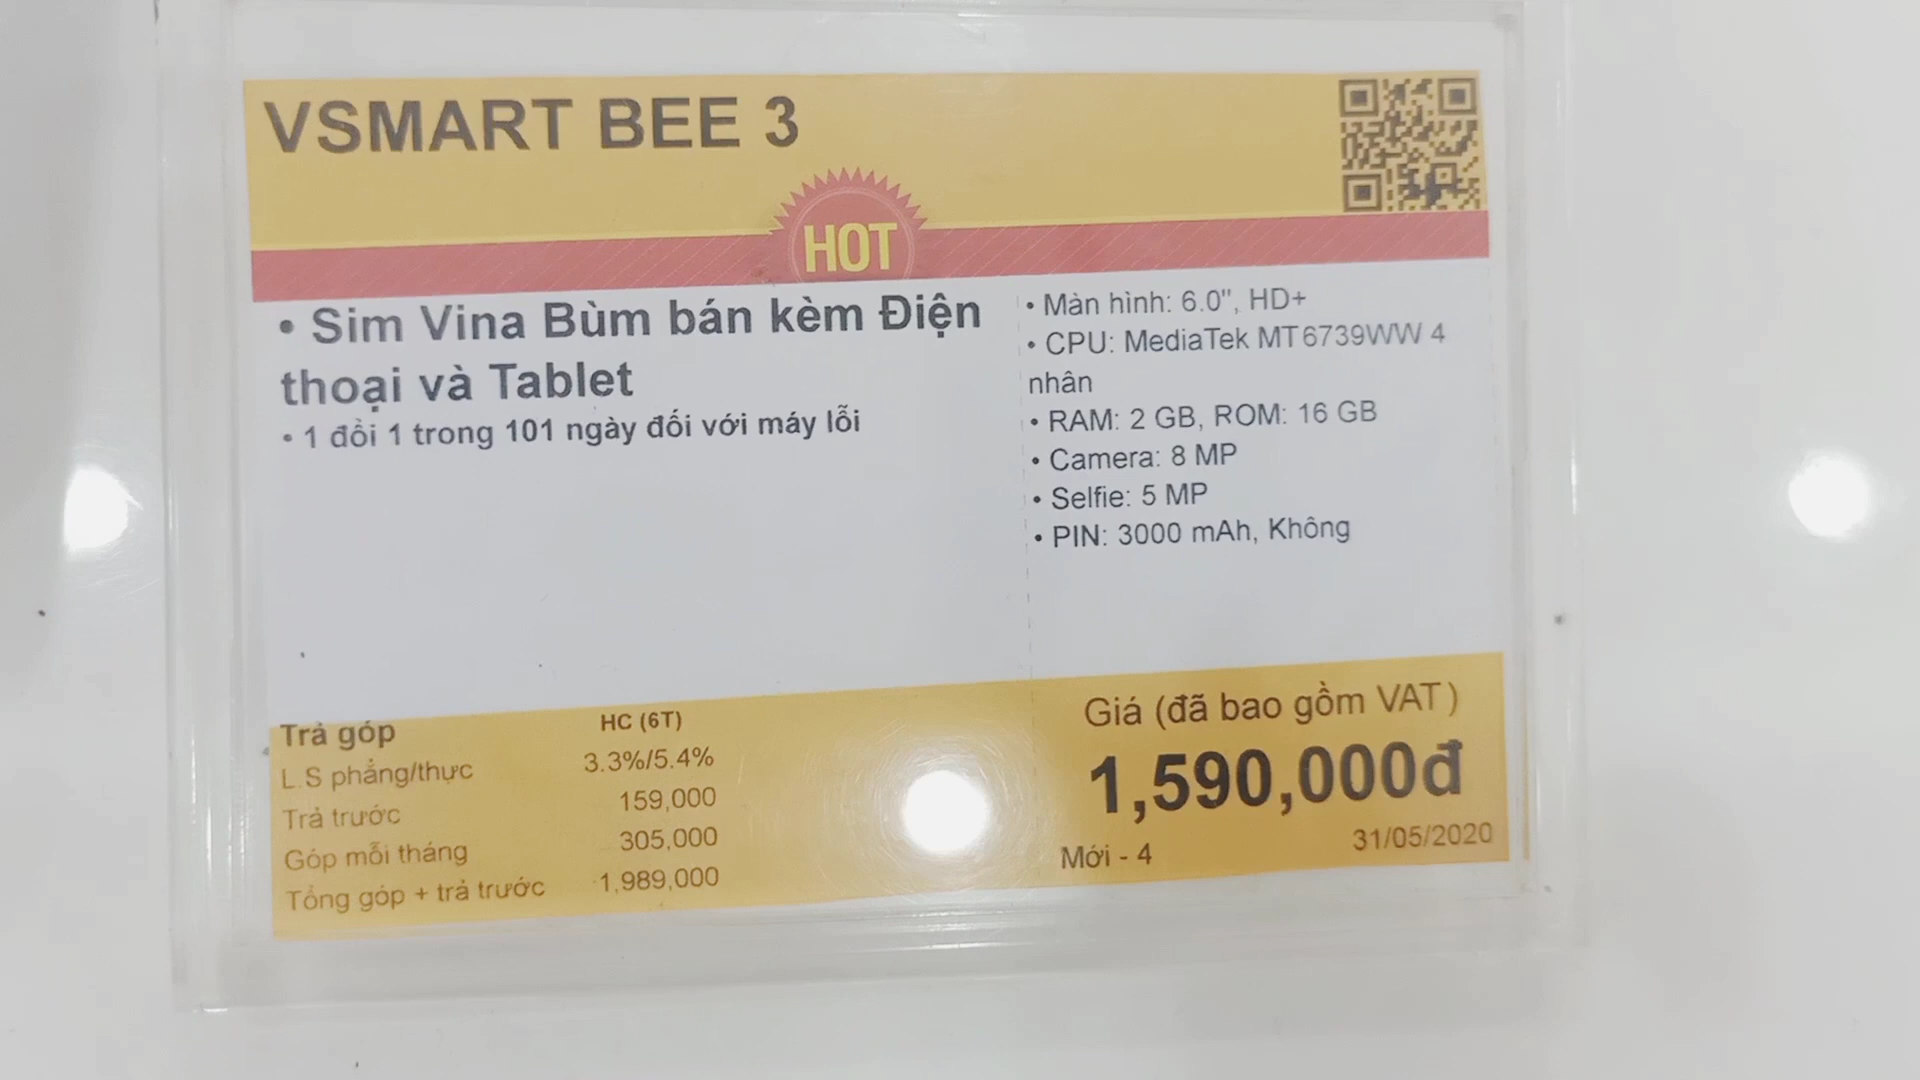 VSMART BEE 3
HOT
• Sim Vina Bùm bán kèm Điện
thoại và Tablet
• 1 đổi 1 trong 101 ngày đối với máy lỗi
• Màn hình: 6.0", HD+
• CPU: MediaTek MT6739WW 4
nhân
• RAM: 2 GB, ROM: 16 GB
• Camera: 8 MP
• Selfie: 5 MP
• PIN: 3000 mAh, Không
Trả góp HC (6T)
L.S phẳng/thực 3.3%/5.4%
Trả trước 159,000
Góp mỗi tháng 305,000
Tổng góp + trả trước 1,989,000
Giá (đã bao gồm VAT)
1,590,000đ
Mới - 4 31/05/2020